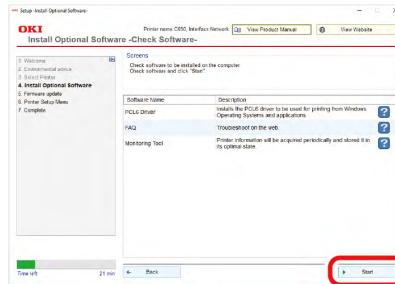 Setup -Install Optional Software-
OKI
Printer name C650, Interface Network
View Product Manual
View Website
Install Optional Software -Check Software-
1. Welcome
2. Environmental advice
3. Select Printer
4. Install Optional Software
5. Firmware update
6. Printer Setup Menu
7. Complete
Screens
Check software to be installed on the computer.
Check software and click "Start".
Software Name
Description
PCL6 Driver
Installs the PCL6 driver to be used for printing from Windows
Operating Systems and applications.
FAQ
Troubleshoot on the web.
Monitoring Tool
Printer information will be acquired periodically and stored it in
its optimal state.
Time left
21 min
Back
Start